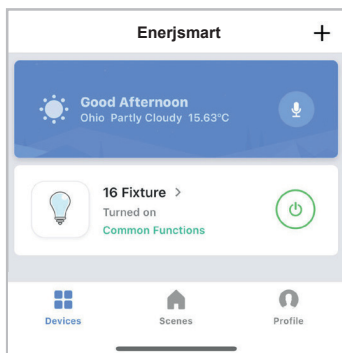 Enerjsmart
Good Afternoon
Ohio Partly Cloudy 15.63°C
16 Fixture >
Turned on
Common Functions
Devices Scenes Profile